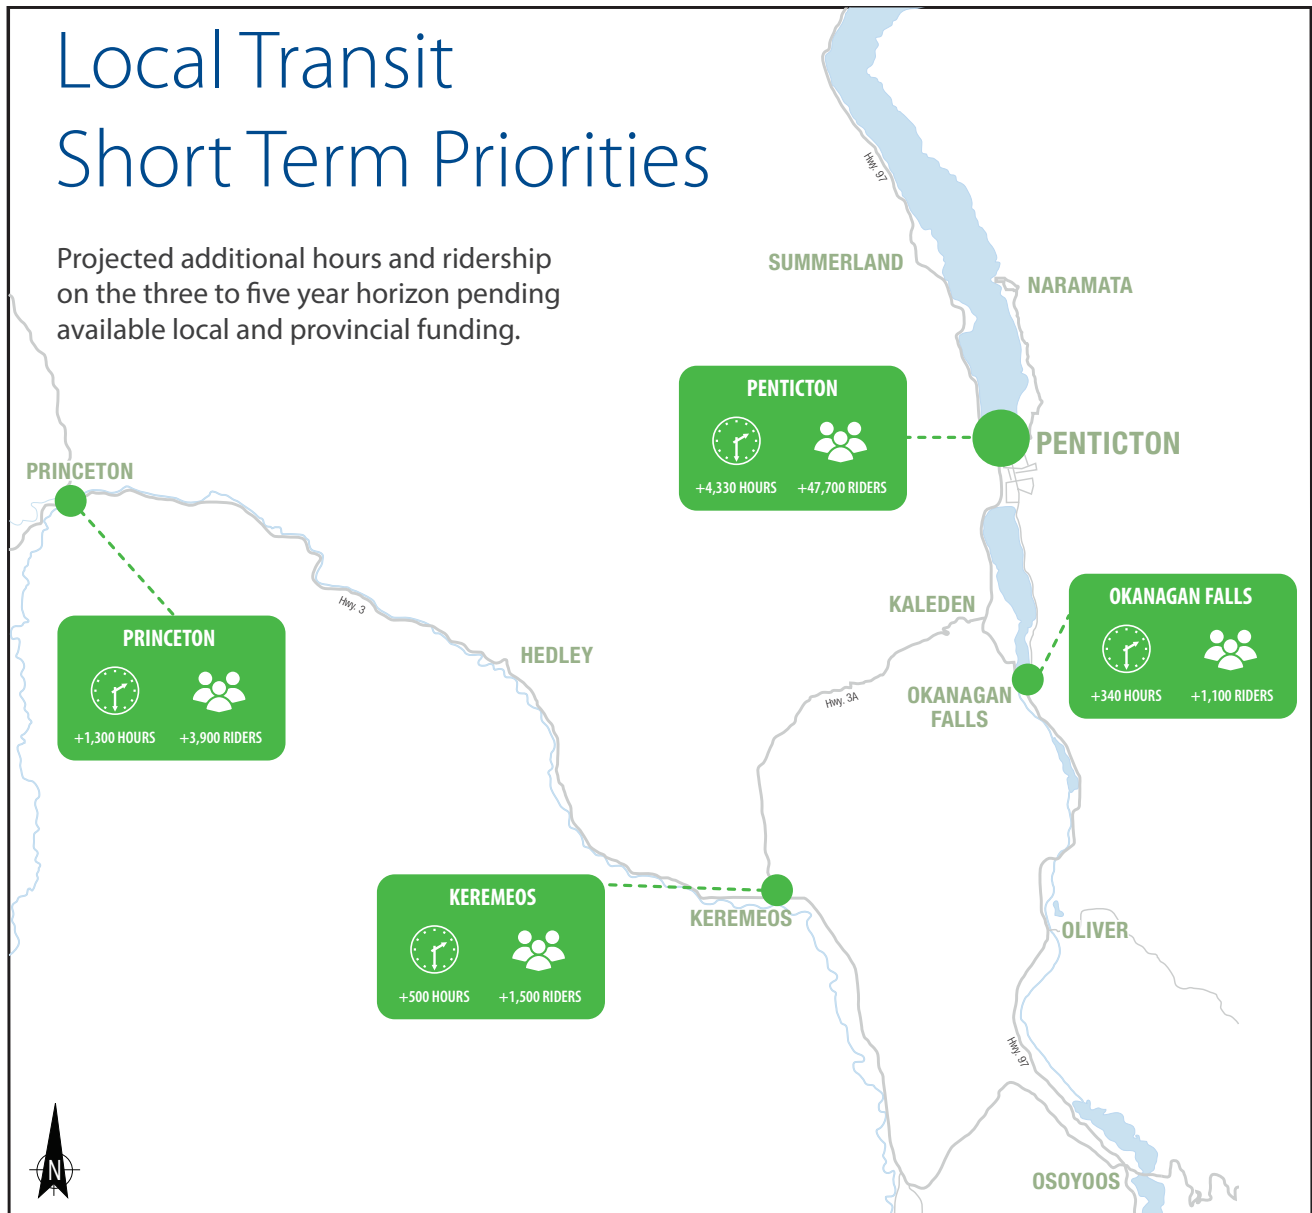 Local Transit
Short Term Priorities
Projected additional hours and ridership
on the three to five year horizon pending
available local and provincial funding.
Hwy. 97
SUMMERLAND
NARAMATA
PENTICTON
+4,330 HOURS +47,700 RIDERS
PENTICTON
PRINCETON
PRINCETON
+1,300 HOURS +3,900 RIDERS
Hwy. 3
HEDLEY
KALEDEN
OKANAGAN FALLS
+340 HOURS +1,100 RIDERS
OKANAGAN
FALLS
Hwy. 3A
KEREMEOS
+500 HOURS +1,500 RIDERS
KEREMEOS
OLIVER
Hwy. 97
OSOYOOS
N